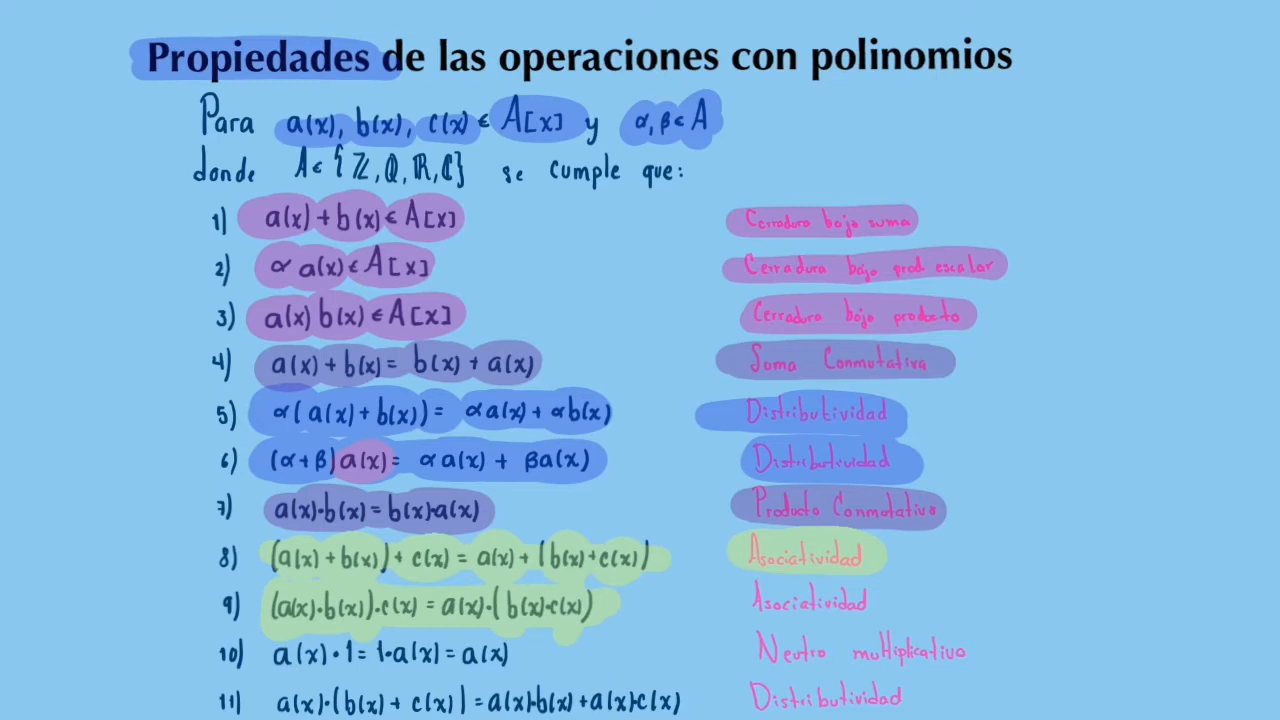 Propiedades de las operaciones con polinomios
Para a(x), b(x), c(x) ∈ A[x] y α, β ∈ A
donde A ∈ {ℤ, ℚ, ℝ, ℂ} se cumple que:
1) a(x) + b(x) ∈ A[x] Cerradura bajo suma
2) α a(x) ∈ A[x] Cerradura bajo prod. escalar
3) a(x) b(x) ∈ A[x] Cerradura bajo producto
4) a(x) + b(x) = b(x) + a(x) Suma Conmutativa
5) α(a(x) + b(x)) = αa(x) + αb(x) Distributividad
6) (α+β)a(x) = αa(x) + βa(x) Distributividad
7) a(x)·b(x) = b(x)·a(x) Producto Conmutativo
8) (a(x) + b(x)) + c(x) = a(x) + (b(x) + c(x)) Asociatividad
9) (a(x)·b(x))·c(x) = a(x)·(b(x)·c(x)) Asociatividad
10) a(x)·1 = 1·a(x) = a(x) Neutro multiplicativo
11) a(x)·(b(x) + c(x)) = a(x)·b(x) + a(x)·c(x) Distributividad